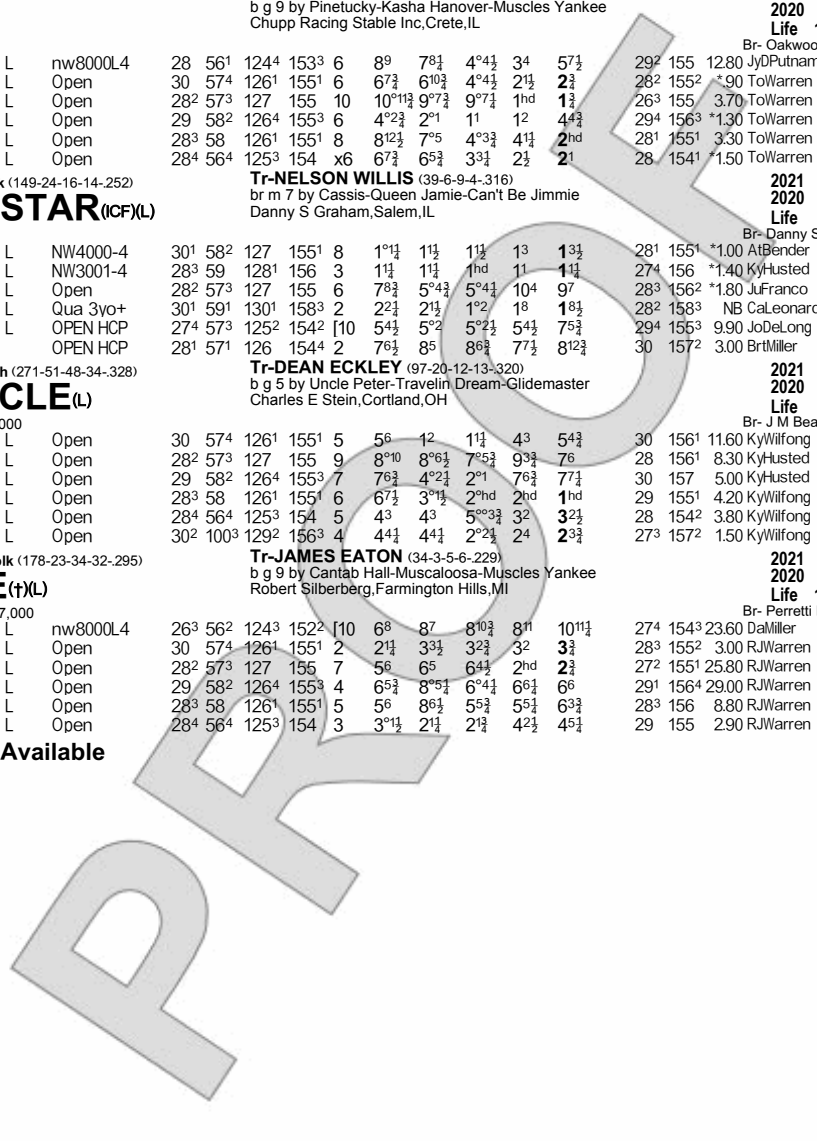 b g 9 by Pinetucky-Kasha Hanover-Muscles Yankee
Chupp Racing Stable Inc,Crete,IL
2020
Life 1
Br- Oakwoo
L nw8000L4 28 56¹ 124⁴ 153³ 6 8⁹ 7⁸¼ 4°⁴½ 3⁴ 5⁷½ 29² 155 12.80 JyDPutnam
L Open 30 57⁴ 126¹ 155¹ 6 6⁷¾ 6¹⁰¾ 4°⁴½ 2¹½ 2¾ 28² 155² *.90 ToWarren
L Open 28² 57³ 127 155 10 10°¹¹¾ 9°⁷¾ 9°⁷¼ 1hd 1¾ 26³ 155 3.70 ToWarren
L Open 29 58² 126⁴ 155³ 6 4°²¾ 2°¹ 1¹ 1² 4⁴¾ 29⁴ 156³ *1.30 ToWarren
L Open 28³ 58 126¹ 155¹ 8 8¹²½ 7°⁵ 4°³¾ 4¹¼ 2hd 28¹ 155¹ 3.30 ToWarren
L Open 28⁴ 56⁴ 125³ 154 x6 6⁷¾ 6⁵¾ 3³¼ 2½ 2¹ 28 154¹ *1.50 ToWarren
k (149-24-16-14-.252)
Tr-NELSON WILLIS (39-6-9-4-.316)
2021
STAR(ICF)(L)
br m 7 by Cassis-Queen Jamie-Can't Be Jimmie
2020
Danny S Graham,Salem,IL
Life
Br- Danny S
L NW4000-4 30¹ 58² 127 155¹ 8 1°¹¼ 1¹½ 1¹½ 1³ 1³½ 28¹ 155¹ *1.00 AtBender
L NW3001-4 28³ 59 128¹ 156 3 1¹¼ 1¹¼ 1hd 1¹ 1¹¼ 27⁴ 156 *1.40 KyHusted
L Open 28² 57³ 127 155 6 7⁸¾ 5°⁴¾ 5°⁴¼ 10⁴ 9⁷ 28³ 156² *1.80 JuFranco
L Qua 3yo+ 30¹ 59¹ 130¹ 158³ 2 2²¼ 2¹½ 1°² 1⁸ 1⁸½ 28² 158³ NB CaLeonard
L OPEN HCP 27⁴ 57³ 125² 154² [10 5⁴½ 5°² 5°²½ 5⁴½ 7⁵¾ 29⁴ 155³ 9.90 JoDeLong
OPEN HCP 28¹ 57¹ 126 154⁴ 2 7⁶½ 8⁵ 8⁶¾ 7⁷½ 8¹²¾ 30 157² 3.00 BrtMiller
h (271-51-48-34-.328)
Tr-DEAN ECKLEY (97-20-12-13-.320)
2021
CLE(L)
b g 5 by Uncle Peter-Travelin Dream-Glidemaster
2020
Charles E Stein,Cortland,OH
Life
000
Br- J M Bea
L Open 30 57⁴ 126¹ 155¹ 5 5⁶ 1² 1¹¼ 4³ 5⁴¾ 30 156¹ 11.60 KyWilfong
L Open 28² 57³ 127 155 9 8°¹⁰ 8°⁶½ 7°⁵¾ 9³¾ 7⁶ 28 156¹ 8.30 KyHusted
L Open 29 58² 126⁴ 155³ 7 7⁶¾ 4°²¼ 2°¹ 7⁶¾ 7⁷¼ 30 157 5.00 KyHusted
L Open 28³ 58 126¹ 155¹ 6 6⁷½ 3°¹½ 2°hd 2hd 1hd 29 155¹ 4.20 KyWilfong
L Open 28⁴ 56⁴ 125³ 154 5 4³ 4³ 5°°³¾ 3² 3²½ 28 154² 3.80 KyWilfong
L Open 30² 100³ 129² 156³ 4 4⁴¼ 4⁴¼ 2°²½ 2⁴ 2³¾ 27³ 157² 1.50 KyWilfong
lk (178-23-34-32-.295)
Tr-JAMES EATON (34-3-5-6-.229)
2021
E(†)(L)
b g 9 by Cantab Hall-Muscaloosa-Muscles Yankee
2020
Robert Silberberg,Farmington Hills,MI
Life 1
7,000
Br- Perretti
L nw8000L4 26³ 56² 124³ 152² [10 6⁸ 8⁷ 8¹⁰¾ 8¹¹ 10¹¹¼ 27⁴ 154³ 23.60 DaMiller
L Open 30 57⁴ 126¹ 155¹ 2 2¹¼ 3³½ 3²¾ 3² 3¾ 28³ 155² 3.00 RJWarren
L Open 28² 57³ 127 155 7 5⁶ 6⁵ 6⁴½ 2hd 2¾ 27² 155¹ 25.80 RJWarren
L Open 29 58² 126⁴ 155³ 4 6⁵¾ 8°⁵¼ 6°⁴¼ 6⁶¼ 6⁶ 29¹ 156⁴ 29.00 RJWarren
L Open 28³ 58 126¹ 155¹ 5 5⁶ 8⁶½ 5⁵¾ 5⁵¼ 6³¾ 28³ 156 8.80 RJWarren
L Open 28⁴ 56⁴ 125³ 154 3 3°¹½ 2¹¼ 2¹¾ 4²½ 4⁵¼ 29 155 2.90 RJWarren
Available
PROOF